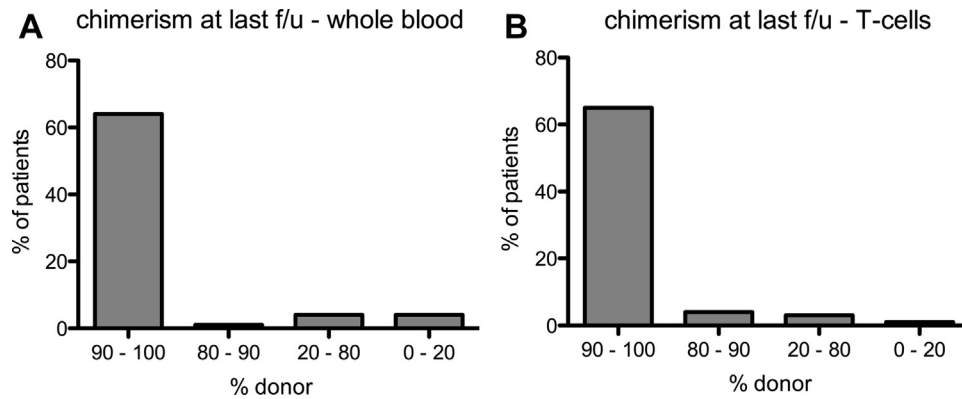 A chimerism at last f/u - whole blood
% of patients
80
60
40
20
0
90 - 100 80 - 90 20 - 80 0 - 20
% donor
B chimerism at last f/u - T-cells
% of patients
80
60
40
20
0
90 - 100 80 - 90 20 - 80 0 - 20
% donor